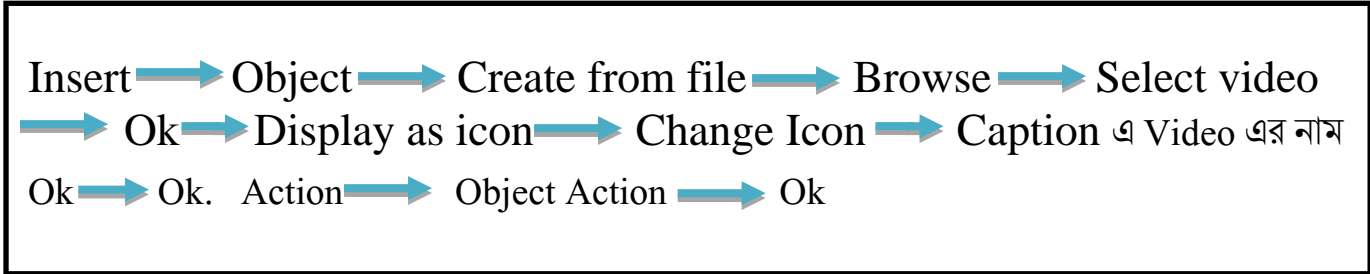 Insert Object Create from file Browse Select video
Ok Display as icon Change Icon Caption এ Video এর নাম
Ok Ok. Action Object Action Ok